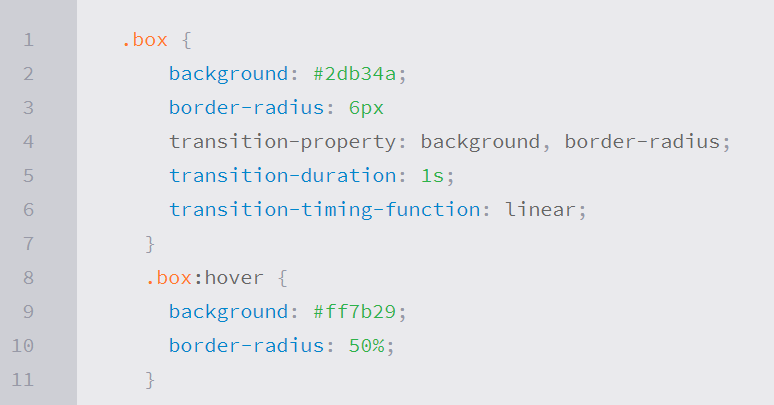 1 .box {
2 background: #2db34a;
3 border-radius: 6px
4 transition-property: background, border-radius;
5 transition-duration: 1s;
6 transition-timing-function: linear;
7 }
8 .box:hover {
9 background: #ff7b29;
10 border-radius: 50%;
11 }